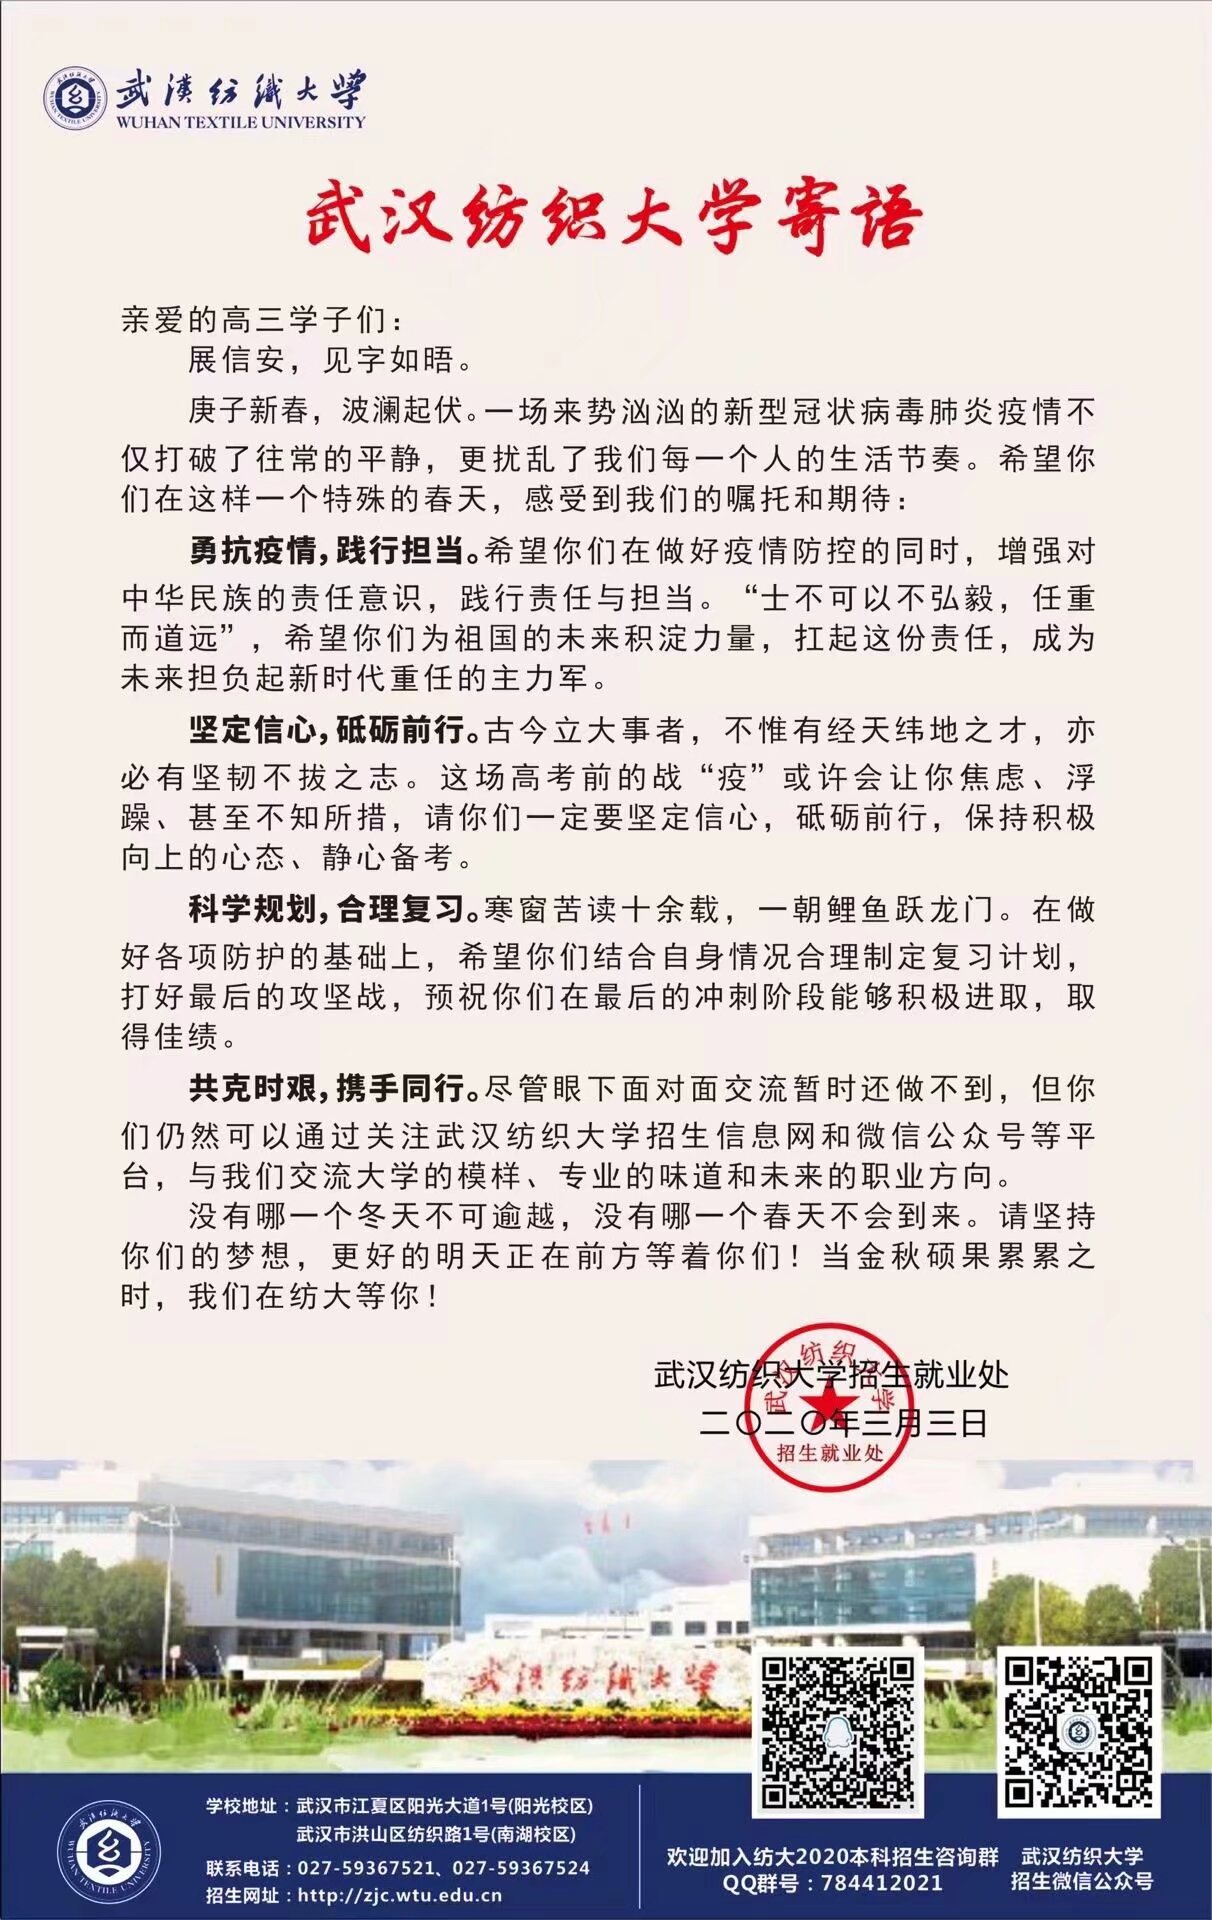 武漢纺織大學
WUHAN TEXTILE UNIVERSITY
武汉纺织大学寄语
亲爱的高三学子们：
展信安，见字如晤。
庚子新春，波澜起伏。一场来势汹汹的新型冠状病毒肺炎疫情不
仅打破了往常的平静，更扰乱了我们每一个人的生活节奏。希望你
们在这样一个特殊的春天，感受到我们的嘱托和期待：
勇抗疫情，践行担当。希望你们在做好疫情防控的同时，增强对
中华民族的责任意识，践行责任与担当。“士不可以不弘毅，任重
而道远”，希望你们为祖国的未来积淀力量，扛起这份责任，成为
未来担负起新时代重任的主力军。
坚定信心，砥砺前行。古今立大事者，不惟有经天纬地之才，亦
必有坚韧不拔之志。这场高考前的战“疫”或许会让你焦虑、浮
躁、甚至不知所措，请你们一定要坚定信心，砥砺前行，保持积极
向上的心态、静心备考。
科学规划，合理复习。寒窗苦读十余载，一朝鲤鱼跃龙门。在做
好各项防护的基础上，希望你们结合自身情况合理制定复习计划，
打好最后的攻坚战，预祝你们在最后的冲刺阶段能够积极进取，取
得佳绩。
共克时艰，携手同行。尽管眼下面对面交流暂时还做不到，但你
们仍然可以通过关注武汉纺织大学招生信息网和微信公众号等平
台，与我们交流大学的模样、专业的味道和未来的职业方向。
没有哪一个冬天不可逾越，没有哪一个春天不会到来。请坚持
你们的梦想，更好的明天正在前方等着你们！当金秋硕果累累之
时，我们在纺大等你！
武汉纺织大学招生就业处
二〇二〇年三月三日
武汉纺织大学
招生就业处
武漢纺織大學
学校地址：武汉市江夏区阳光大道1号(阳光校区)
武汉市洪山区纺织路1号(南湖校区)
联系电话：027-59367521、027-59367524
招生网址：http://zjc.wtu.edu.cn
武漢纺織大學
WUHAN TEXTILE UNIVERSITY
欢迎加入纺大2020本科招生咨询群
QQ群号：784412021
武汉纺织大学
招生微信公众号